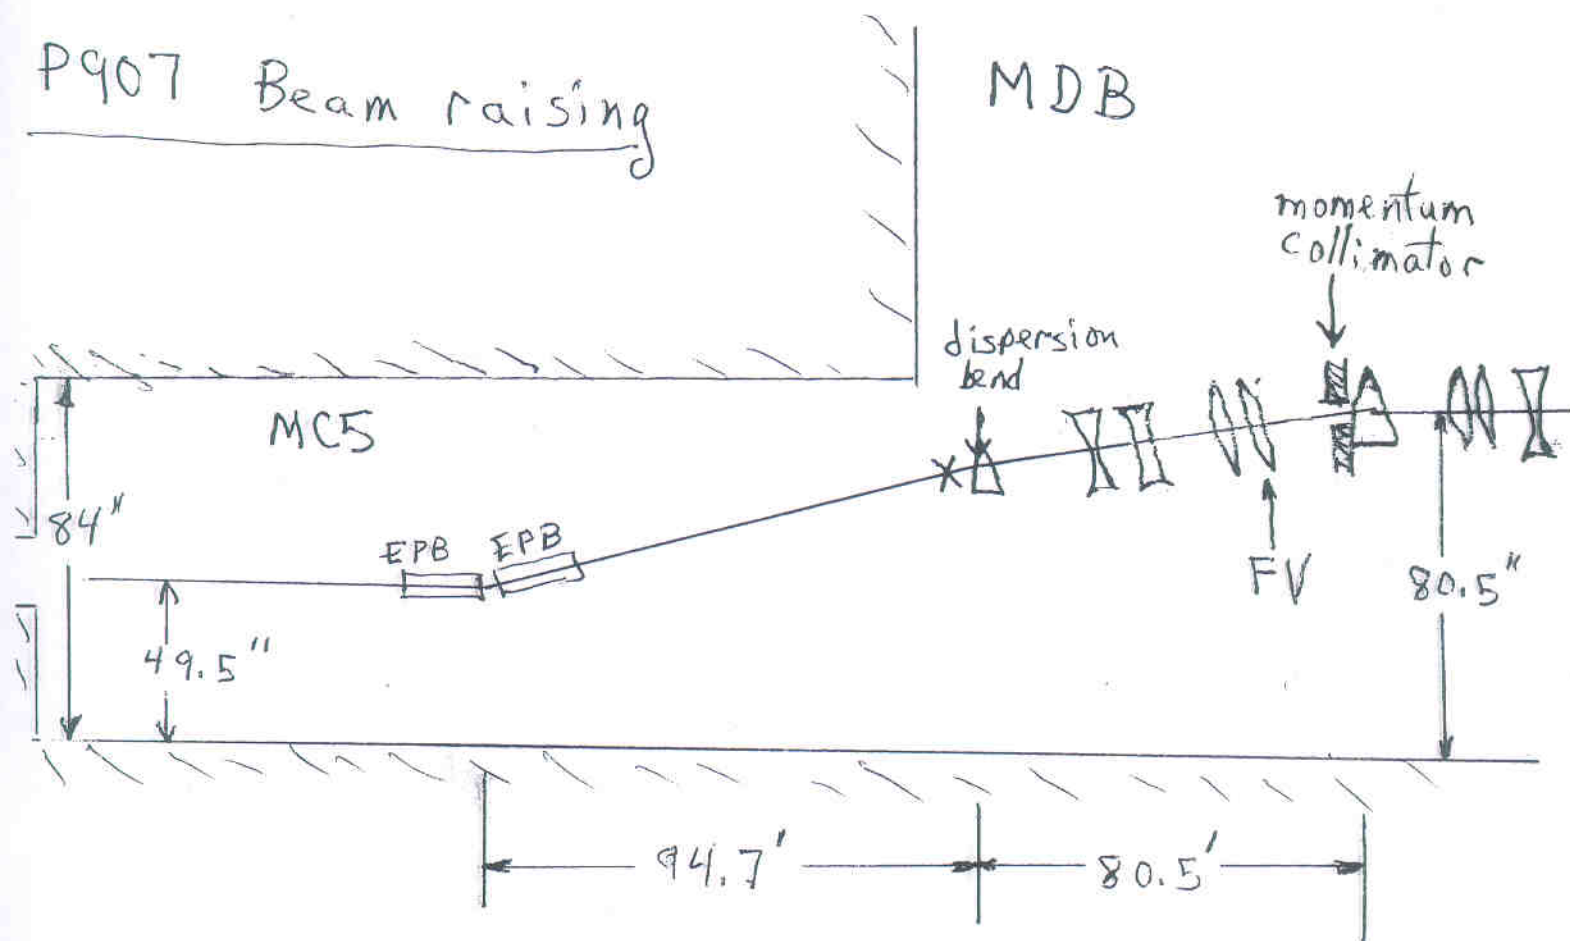 P907 Beam raising
MDB
momentum
collimator
dispersion
bend
MC5
84"
EPB
EPB
FV
80.5"
49.5"
94.7'
80.5'